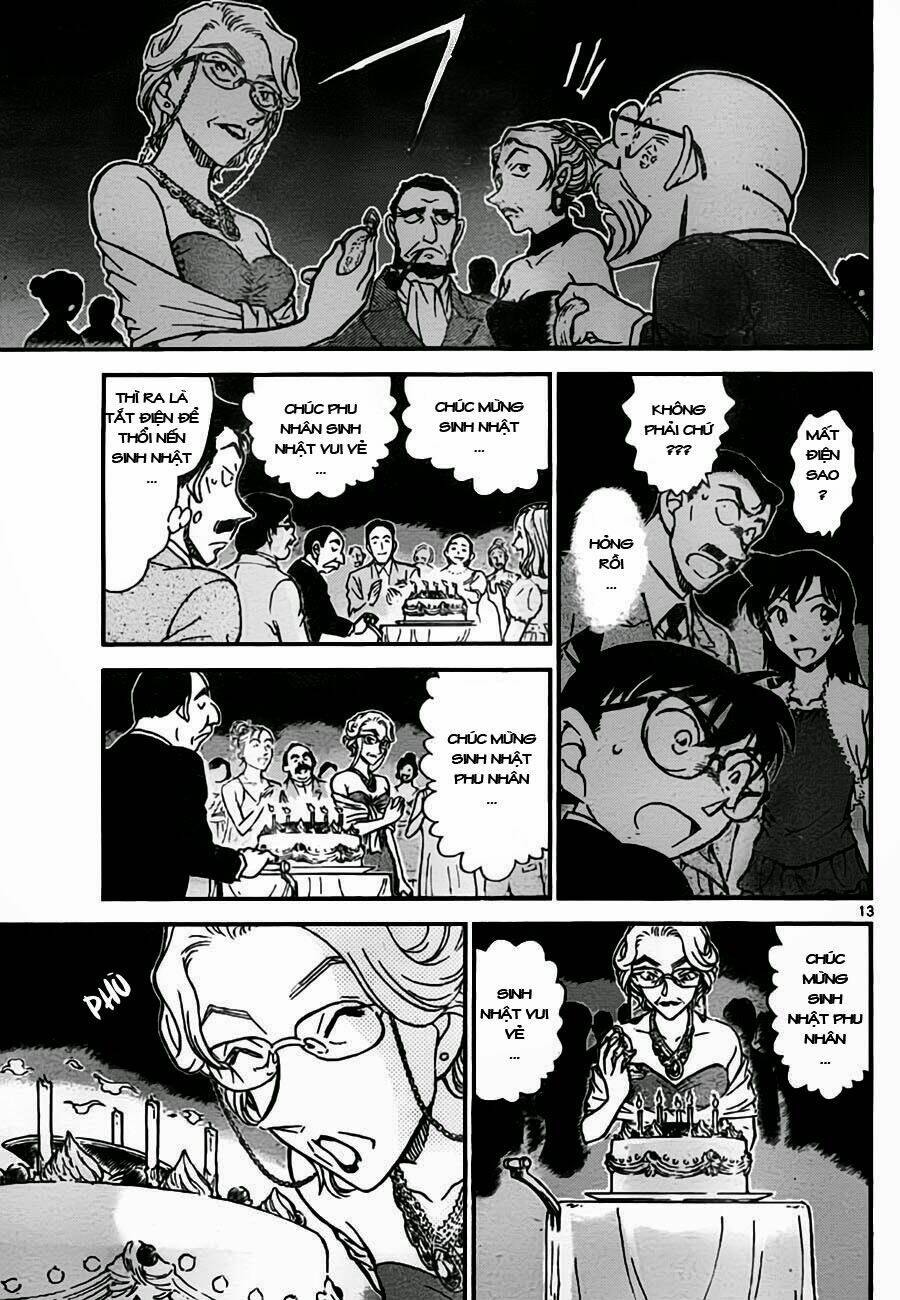 MẤT
ĐIỆN
SAO
?
KHÔNG
PHẢI CHỨ
???
HỎNG
RỒI
...
CHÚC MỪNG
SINH NHẬT
...
CHÚC PHU
NHÂN SINH
NHẬT VUI VẺ
...
THÌ RA LÀ
TẮT ĐIỆN ĐỂ
THỔI NẾN
SINH NHẬT
...
CHÚC MỪNG
SINH NHẬT
PHU NHÂN
...
13
CHÚC
MỪNG
SINH
NHẬT PHU
NHÂN
...
SINH
NHẬT VUI
VẺ
...
PHÙ